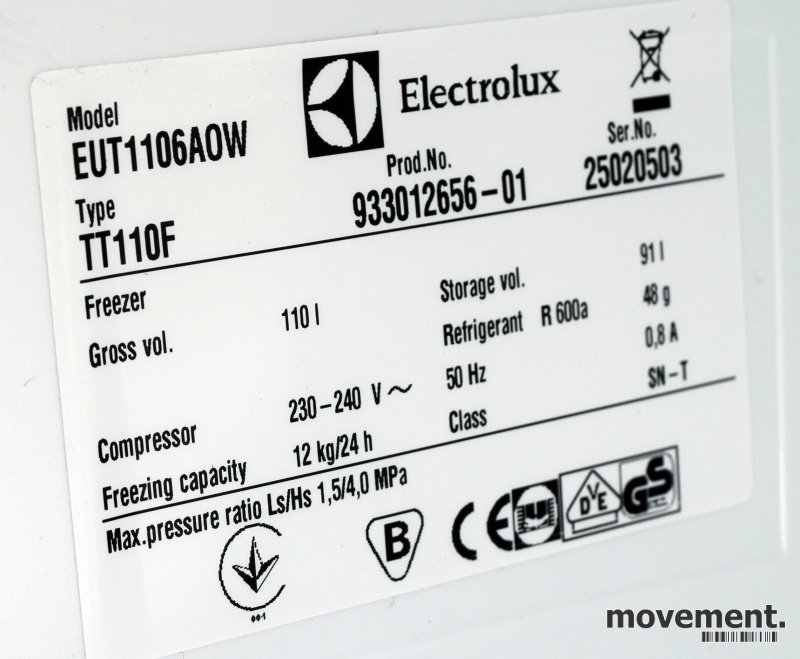 Electrolux
Model
EUT1106AOW
Prod.No.
933012656-01
Ser.No.
25020503
Type
TT110F
Freezer
Gross vol. 110 l
Storage vol. 91 l
Refrigerant R 600a 48 g
Compressor 230-240 V~ 50 Hz 0,8 A
Freezing capacity 12 kg/24 h Class SN-T
Max.pressure ratio Ls/Hs 1,5/4,0 MPa
001
B
CE
DVE
GS
movement.